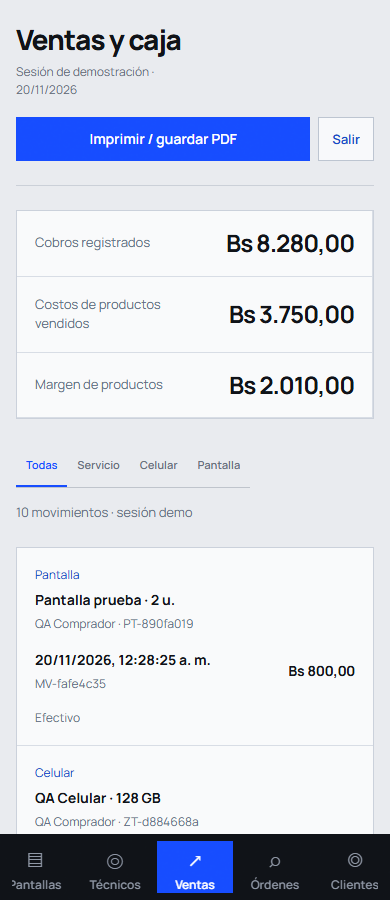 Ventas y caja
Sesión de demostración ·
20/11/2026
Imprimir / guardar PDF
Salir
Cobros registrados
Bs 8.280,00
Costos de productos
vendidos
Bs 3.750,00
Margen de productos
Bs 2.010,00
Todas Servicio Celular Pantalla
10 movimientos · sesión demo
Pantalla
Pantalla prueba · 2 u.
QA Comprador · PT-890fa019
20/11/2026, 12:28:25 a. m.
Bs 800,00
MV-fafe4c35
Efectivo
Celular
QA Celular · 128 GB
QA Comprador · ZT-d884668a
Pantallas Técnicos Ventas Órdenes Clientes